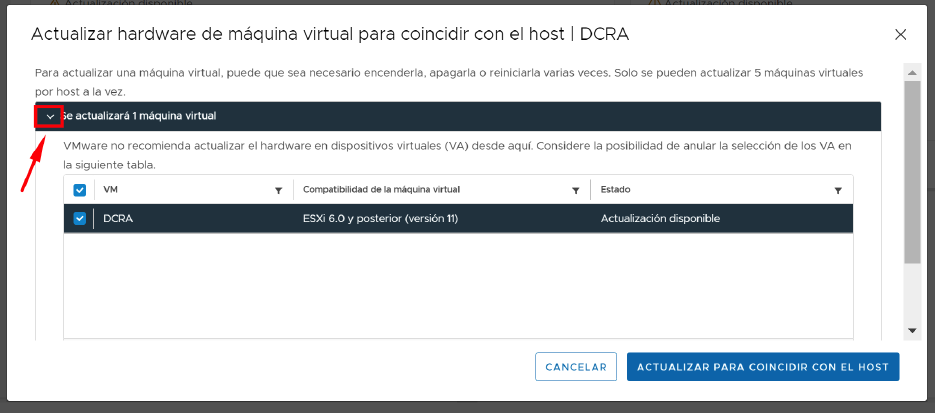 Actualización disponible
Actualización disponible
Actualizar hardware de máquina virtual para coincidir con el host | DCRA
Para actualizar una máquina virtual, puede que sea necesario encenderla, apagarla o reiniciarla varias veces. Solo se pueden actualizar 5 máquinas virtuales
por host a la vez.
Se actualizará 1 máquina virtual
VMware no recomienda actualizar el hardware en dispositivos virtuales (VA) desde aquí. Considere la posibilidad de anular la selección de los VA en
la siguiente tabla.
VM Compatibilidad de la máquina virtual Estado
DCRA ESXi 6.0 y posterior (versión 11) Actualización disponible
CANCELAR ACTUALIZAR PARA COINCIDIR CON EL HOST